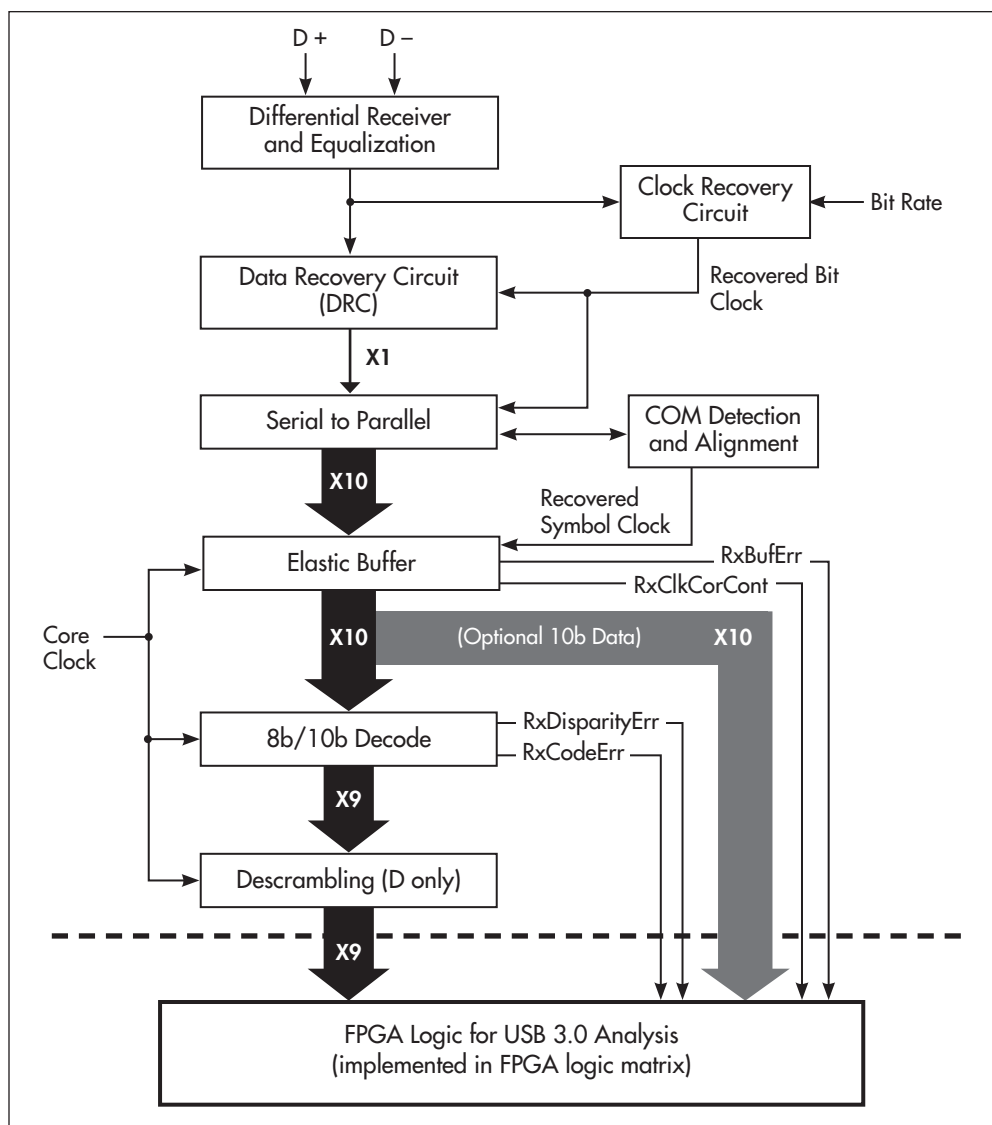 D + D –
Differential Receiver
and Equalization
Clock Recovery
Circuit
Bit Rate
Data Recovery Circuit
(DRC)
Recovered Bit
Clock
X1
Serial to Parallel
COM Detection
and Alignment
X10
Recovered
Symbol Clock
Elastic Buffer
RxBufErr
RxClkCorCont
Core
Clock
X10
(Optional 10b Data) X10
8b/10b Decode
RxDisparityErr
RxCodeErr
X9
Descrambling (D only)
X9
FPGA Logic for USB 3.0 Analysis
(implemented in FPGA logic matrix)